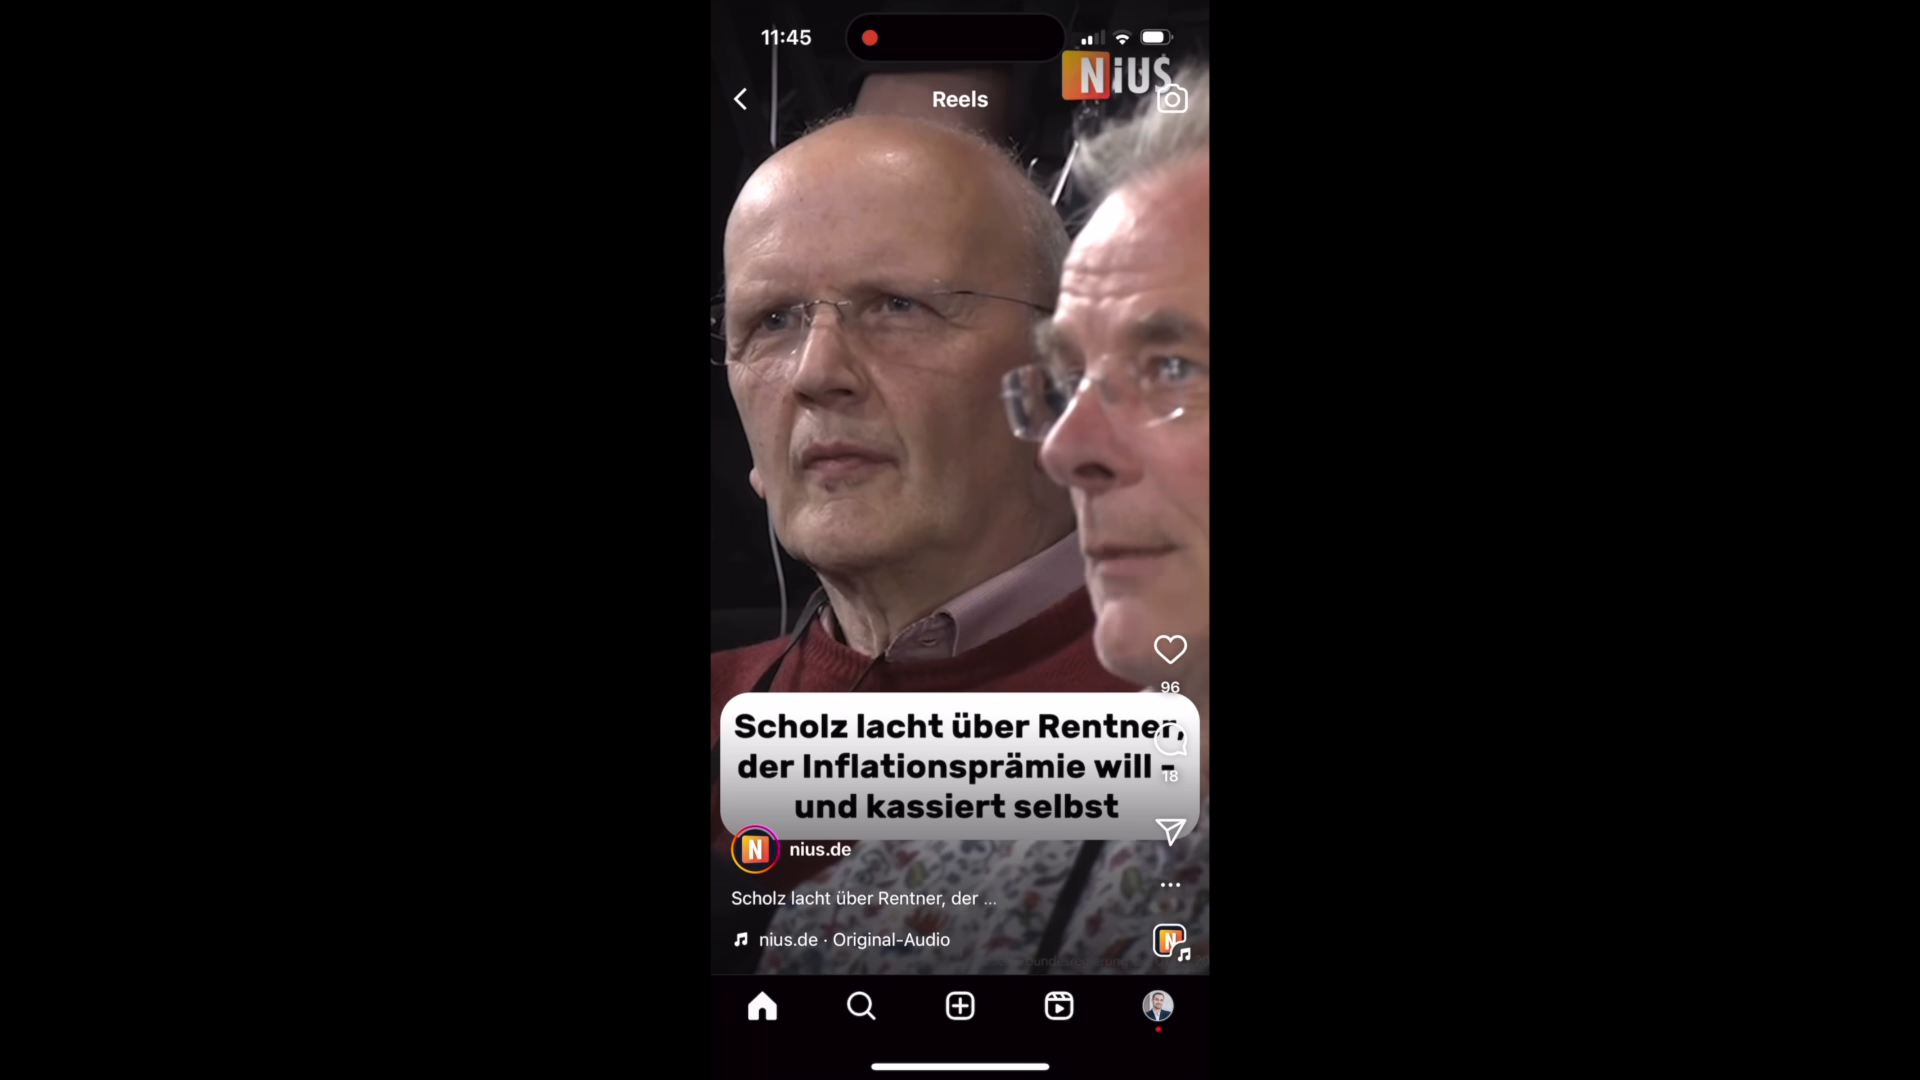 11:45
NiUS
Reels
96
Scholz lacht über Rentner,
der Inflationsprämie will -
18
und kassiert selbst
N
nius.de
Scholz lacht über Rentner, der ...
nius.de · Original-Audio
N